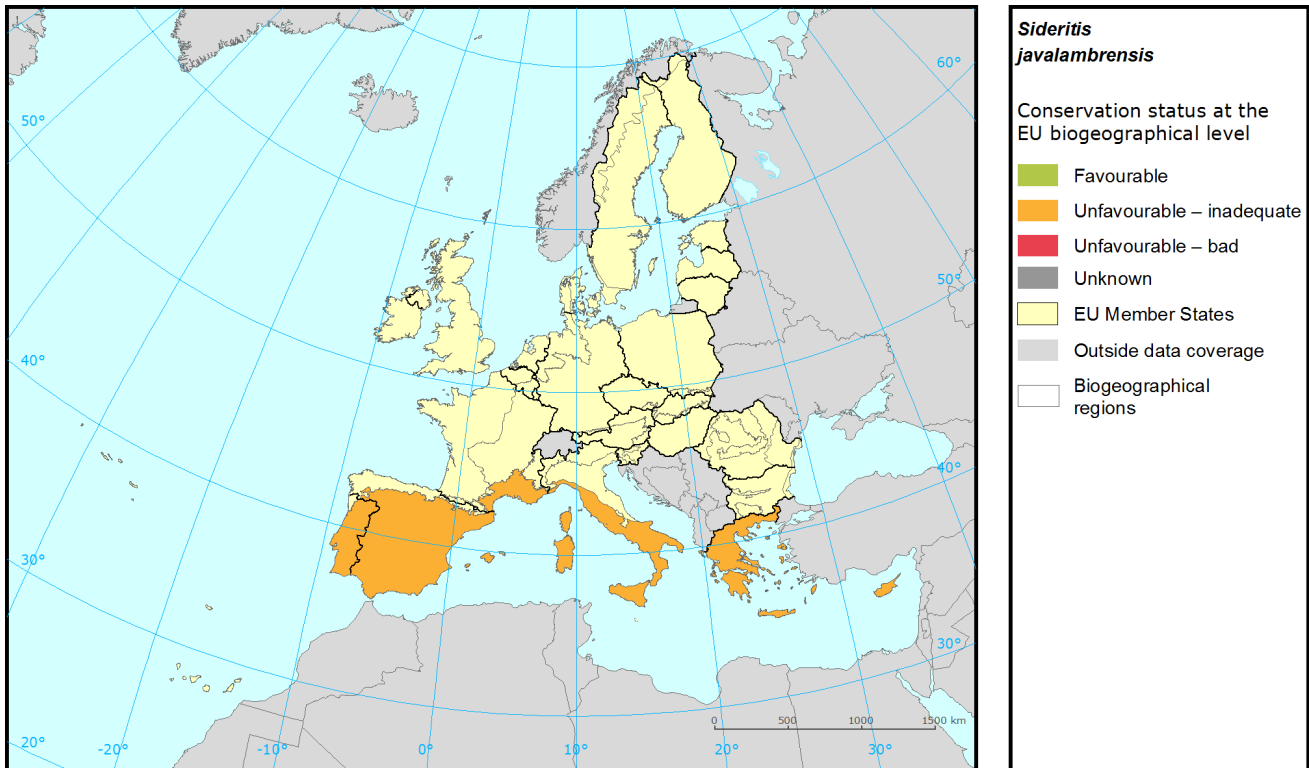 Sideritis
javalambrensis
Conservation status at the
EU biogeographical level
Favourable
Unfavourable – inadequate
Unfavourable – bad
Unknown
EU Member States
Outside data coverage
Biogeographical
regions
60°
50°
50°
40°
40°
30°
30°
0 500 1000 1500 km
20° -20° -10° 0° 10° 20° 30°